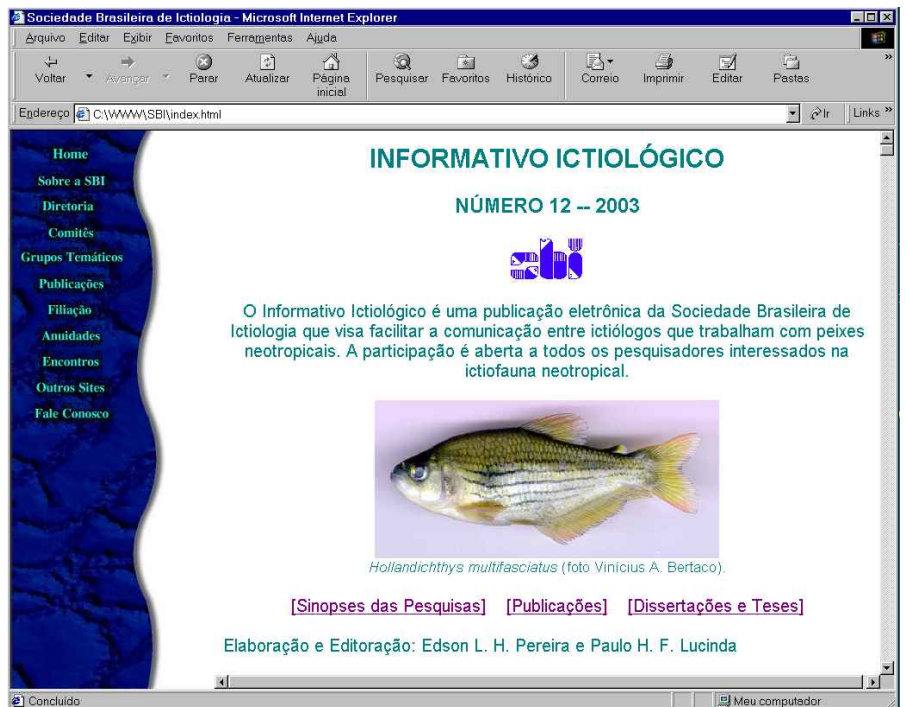 Sociedade Brasileira de Ictiologia - Microsoft Internet Explorer
Arquivo Editar Exibir Favoritos Ferramentas Ajuda
Voltar Avançar Parar Atualizar Página inicial Pesquisar Favoritos Histórico Correio Imprimir Editar Pastas »
Endereço C:\WWW\SBI\index.html Ir Links »
Home
Sobre a SBI
Diretoria
Comitês
Grupos Temáticos
Publicações
Filiação
Anuidades
Encontros
Outros Sites
Fale Conosco
INFORMATIVO ICTIOLÓGICO
NÚMERO 12 -- 2003
sbi
O Informativo Ictiológico é uma publicação eletrônica da Sociedade Brasileira de
Ictiologia que visa facilitar a comunicação entre ictiólogos que trabalham com peixes
neotropicais. A participação é aberta a todos os pesquisadores interessados na
ictiofauna neotropical.
Hollandichthys multifasciatus (foto Vinícius A. Bertaco).
[Sinopses das Pesquisas] [Publicações] [Dissertações e Teses]
Elaboração e Editoração: Edson L. H. Pereira e Paulo H. F. Lucinda
Concluído Meu computador